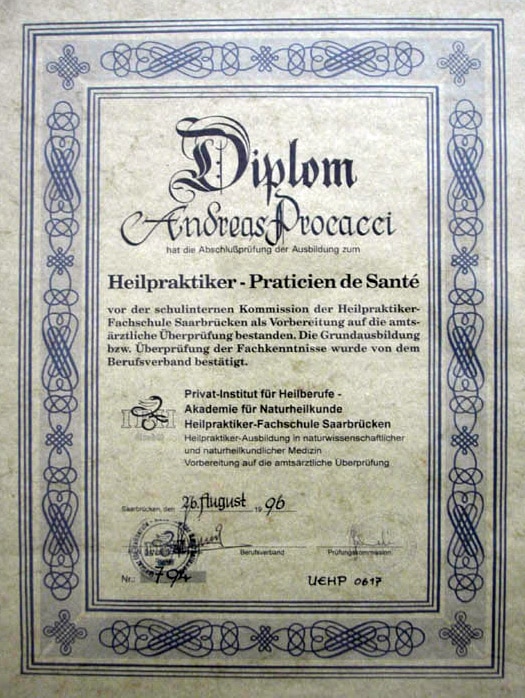 Diplom
Andreas Procacci
hat die Abschlußprüfung der Ausbildung zum
Heilpraktiker - Praticien de Santé
vor der schulinternen Kommission der Heilpraktiker-
Fachschule Saarbrücken als Vorbereitung auf die amts-
ärztliche Überprüfung bestanden. Die Grundausbildung
bzw. Überprüfung der Fachkenntnisse wurde von dem
Berufsverband bestätigt.
Privat-Institut für Heilberufe -
Akademie für Naturheilkunde
Heilpraktiker-Fachschule Saarbrücken
Heilpraktiker-Ausbildung in naturwissenschaftlicher
und naturheilkundlicher Medizin
Vorbereitung auf die amtsärztliche Überprüfung
Saarbrücken, den 26. August 1996
Berufsverband Prüfungskommission
Nr.: 794 UEHP 0617